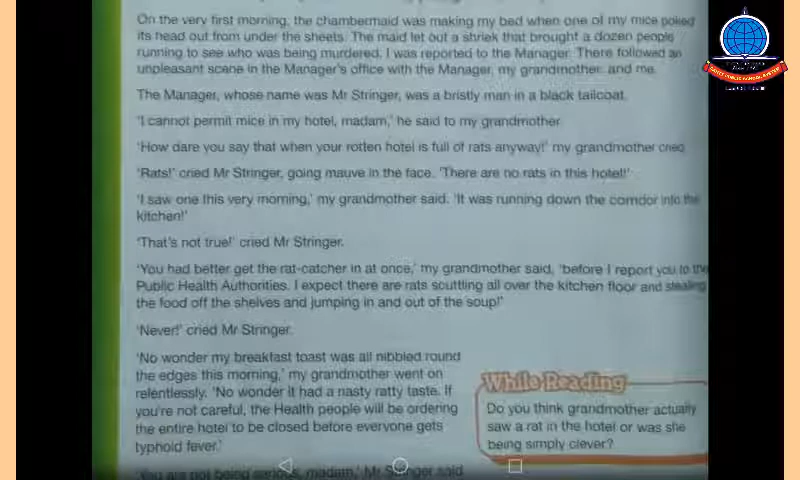 On the very first morning, the chambermaid was making my bed when one of my mice poked
its head out from under the sheets. The maid let out a shriek that brought a dozen people
running to see who was being murdered. I was reported to the Manager. There followed an
unpleasant scene in the Manager's office with the Manager, my grandmother, and me.
The Manager, whose name was Mr Stringer, was a bristly man in a black tailcoat.
'I cannot permit mice in my hotel, madam,' he said to my grandmother.
'How dare you say that when your rotten hotel is full of rats anyway!' my grandmother cried.
'Rats!' cried Mr Stringer, going mauve in the face. 'There are no rats in this hotel!'
'I saw one this very morning,' my grandmother said. 'It was running down the corridor into the
kitchen!'
'That's not true!' cried Mr Stringer.
'You had better get the rat-catcher in at once,' my grandmother said, 'before I report you to the
Public Health Authorities. I expect there are rats scuttling all over the kitchen floor and stealing
the food off the shelves and jumping in and out of the soup!'
'Never!' cried Mr Stringer.
'No wonder my breakfast toast was all nibbled round
the edges this morning,' my grandmother went on
relentlessly. 'No wonder it had a nasty ratty taste. If
you're not careful, the Health people will be ordering
the entire hotel to be closed before everyone gets
typhoid fever.'
'You are not being serious, madam,' Mr Stringer said.
While Reading
Do you think grandmother actually
saw a rat in the hotel or was she
being simply clever?